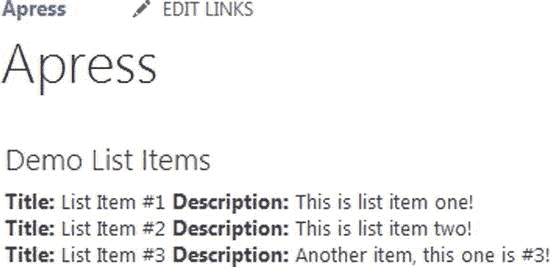 Apress EDIT LINKS
Apress
Demo List Items
Title: List Item #1 Description: This is list item one!
Title: List Item #2 Description: This is list item two!
Title: List Item #3 Description: Another item, this one is #3!